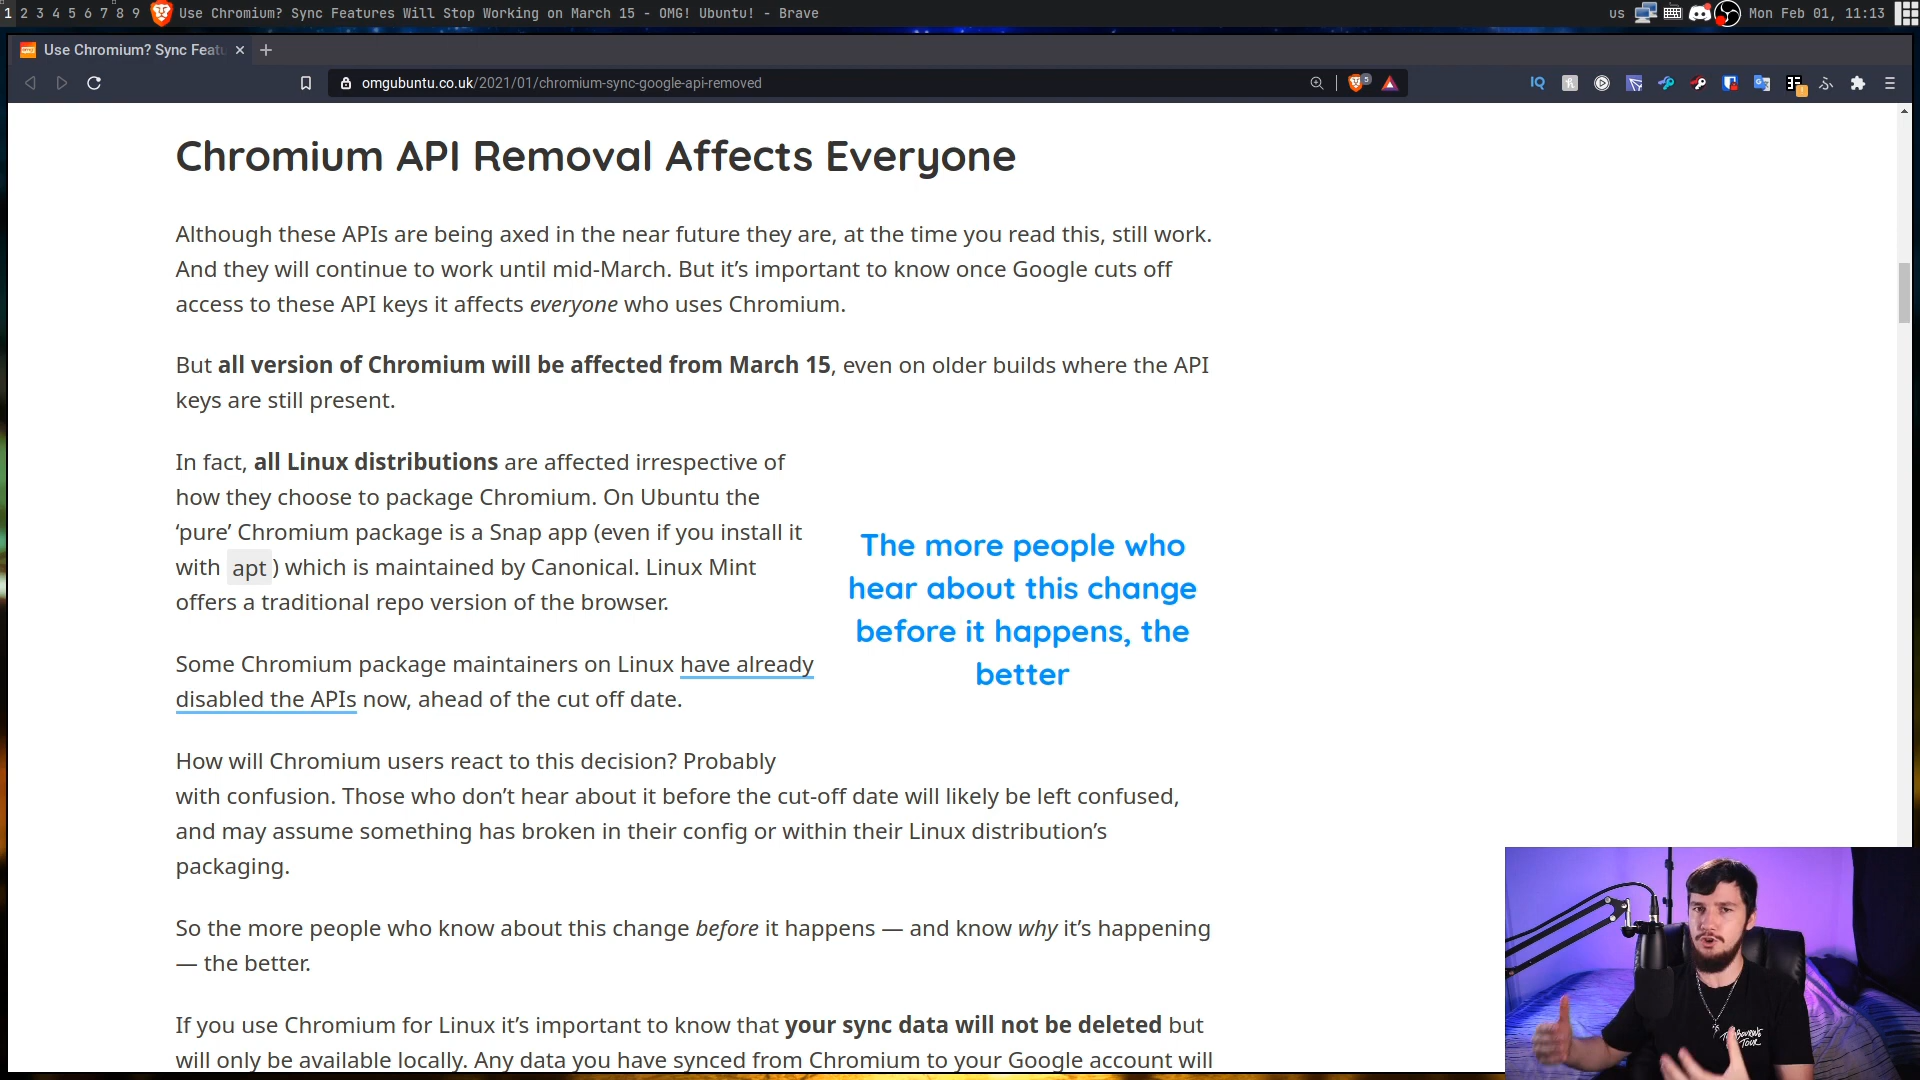 1 2 3 4 5 6 7 8 9 Use Chromium? Sync Features Will Stop Working on March 15 - OMG! Ubuntu! - Brave
us Mon Feb 01, 11:13
Use Chromium? Sync Featu
omgubuntu.co.uk/2021/01/chromium-sync-google-api-removed
5
IQ
Chromium API Removal Affects Everyone
Although these APIs are being axed in the near future they are, at the time you read this, still work.
And they will continue to work until mid-March. But it’s important to know once Google cuts off
access to these API keys it affects everyone who uses Chromium.
But all version of Chromium will be affected from March 15, even on older builds where the API
keys are still present.
In fact, all Linux distributions are affected irrespective of
how they choose to package Chromium. On Ubuntu the
‘pure’ Chromium package is a Snap app (even if you install it
with apt) which is maintained by Canonical. Linux Mint
offers a traditional repo version of the browser.
The more people who
hear about this change
before it happens, the
better
Some Chromium package maintainers on Linux have already
disabled the APIs now, ahead of the cut off date.
How will Chromium users react to this decision? Probably
with confusion. Those who don’t hear about it before the cut-off date will likely be left confused,
and may assume something has broken in their config or within their Linux distribution’s
packaging.
So the more people who know about this change before it happens — and know why it’s happening
— the better.
If you use Chromium for Linux it’s important to know that your sync data will not be deleted but
will only be available locally. Any data you have synced from Chromium to your Google account will